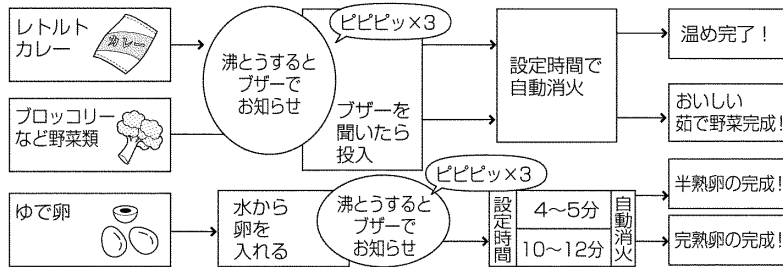 レトルト
カレー
カレー
沸とうすると
ブザーで
お知らせ
ピピピッ×3
ブザーを
聞いたら
投入
設定時間で
自動消火
温め完了！
ブロッコリー
など野菜類
おいしい
茹で野菜完成！
ゆで卵
水から
卵を
入れる
沸とうすると
ブザーで
お知らせ
ピピピッ×3
設定時間
4〜5分
10〜12分
自動消火
半熟卵の完成！
完熟卵の完成！